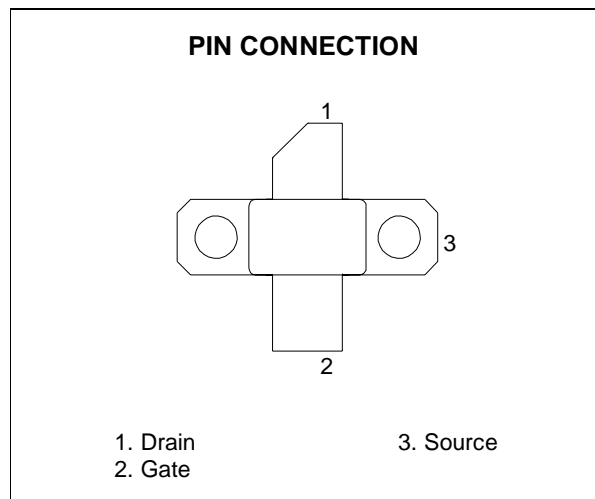 PIN CONNECTION
1
3
2
1. Drain
3. Source
2. Gate